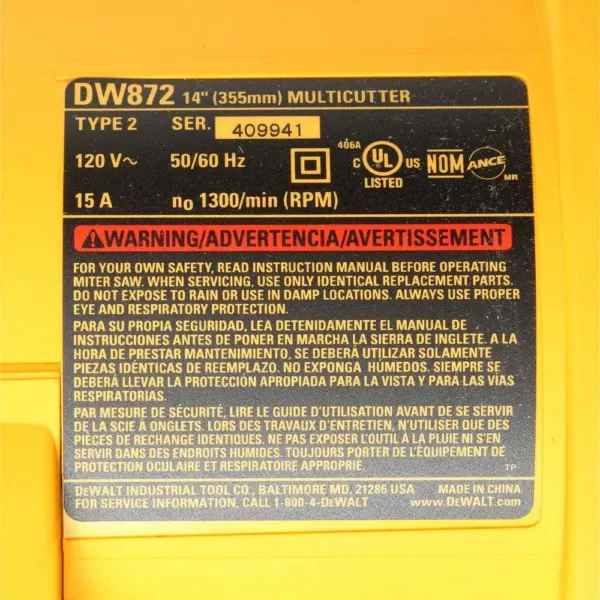 DW872 14" (355mm) MULTICUTTER
TYPE 2 SER. 409941
120 V~ 50/60 Hz
15 A no 1300/min (RPM)
406A
C UL US
LISTED
NOM ANCE
MR
WARNING/ADVERTENCIA/AVERTISSEMENT
FOR YOUR OWN SAFETY, READ INSTRUCTION MANUAL BEFORE OPERATING
MITER SAW. WHEN SERVICING, USE ONLY IDENTICAL REPLACEMENT PARTS.
DO NOT EXPOSE TO RAIN OR USE IN DAMP LOCATIONS. ALWAYS USE PROPER
EYE AND RESPIRATORY PROTECTION.
PARA SU PROPIA SEGURIDAD, LEA DETENIDAMENTE EL MANUAL DE
INSTRUCCIONES ANTES DE PONER EN MARCHA LA SIERRA DE INGLETE. A LA
HORA DE PRESTAR MANTENIMIENTO, SE DEBERÁ UTILIZAR SOLAMENTE
PIEZAS IDÉNTICAS DE REEMPLAZO. NO EXPONGA HÚMEDOS. SIEMPRE SE
DEBERÁ LLEVAR LA PROTECCIÓN APROPIADA PARA LA VISTA Y PARA LAS VÍAS
RESPIRATORIAS.
PAR MESURE DE SÉCURITÉ, LIRE LE GUIDE D'UTILISATION AVANT DE SE SERVIR
DE LA SCIE À ONGLETS. LORS DES TRAVAUX D'ENTRETIEN, N'UTILISER QUE DES
PIÈCES DE RECHANGE IDENTIQUES. NE PAS EXPOSER L'OUTIL À LA PLUIE NI S'EN
SERVIR DANS DES ENDROITS HUMIDES. TOUJOURS PORTER DE L'ÉQUIPEMENT DE
PROTECTION OCULAIRE ET RESPIRATOIRE APPROPRIÉ. TP
DEWALT INDUSTRIAL TOOL CO., BALTIMORE MD, 21286 USA MADE IN CHINA
FOR SERVICE INFORMATION, CALL 1-800-4-DEWALT www.DEWALT.com